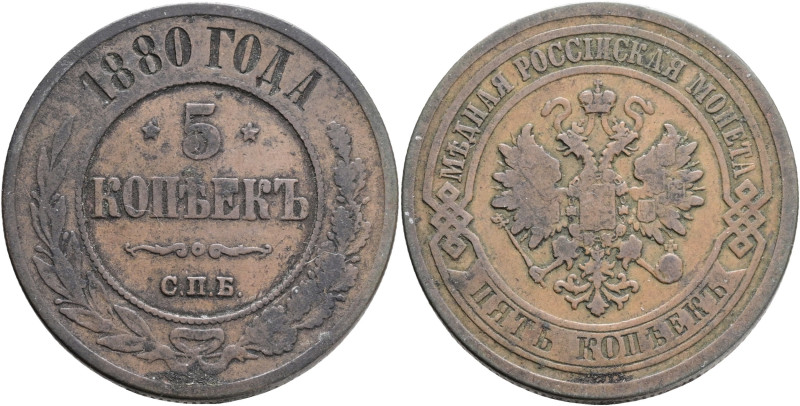 1880 ГОДА
5
КОПѢЕКЪ
С.П.Б.
МѢДНАЯ РОССІЙСКАЯ МОНЕТА
ПЯТЬ КОПѢЕКЪ